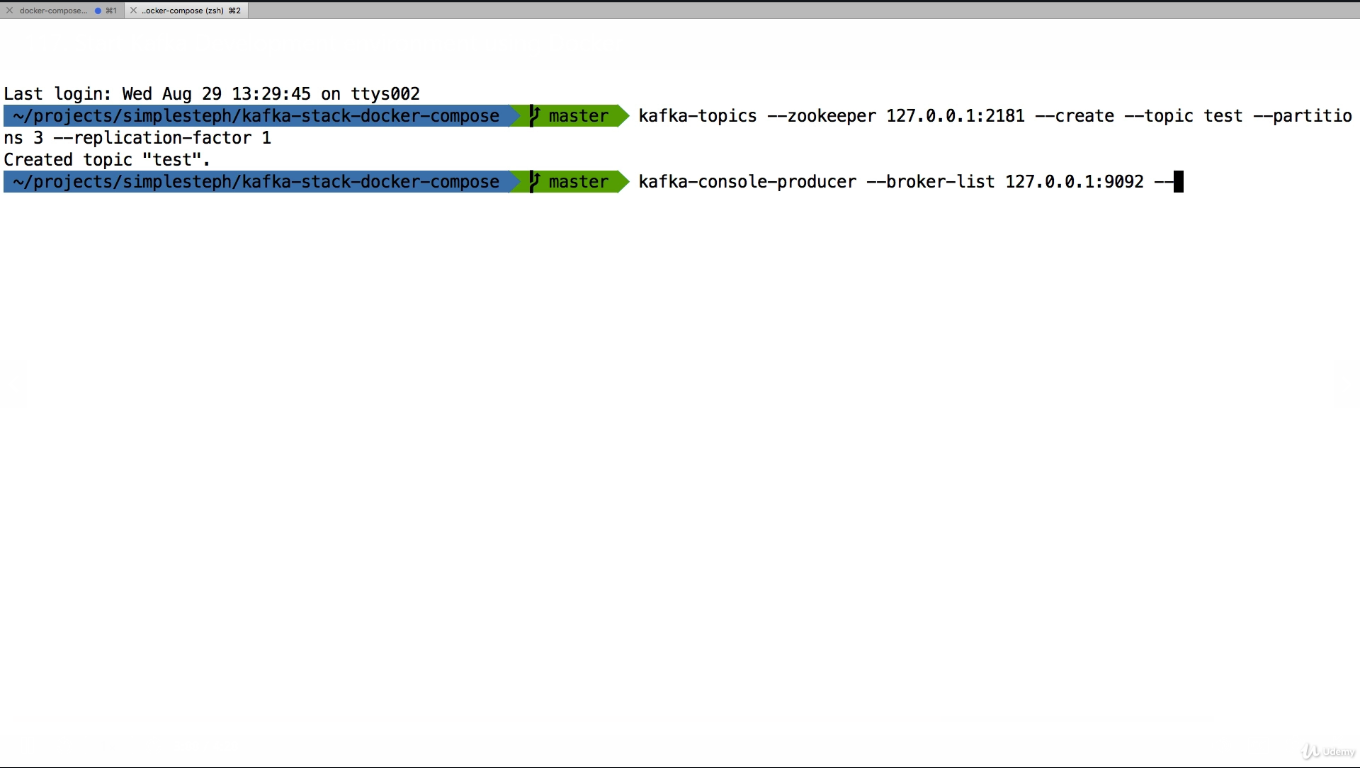 docker-compose... ⌘1
..ocker-compose (zsh) ⌘2
Last login: Wed Aug 29 13:29:45 on ttys002
~/projects/simplesteph/kafka-stack-docker-compose master kafka-topics --zookeeper 127.0.0.1:2181 --create --topic test --partitio
ns 3 --replication-factor 1
Created topic "test".
~/projects/simplesteph/kafka-stack-docker-compose master kafka-console-producer --broker-list 127.0.0.1:9092 --
Udemy